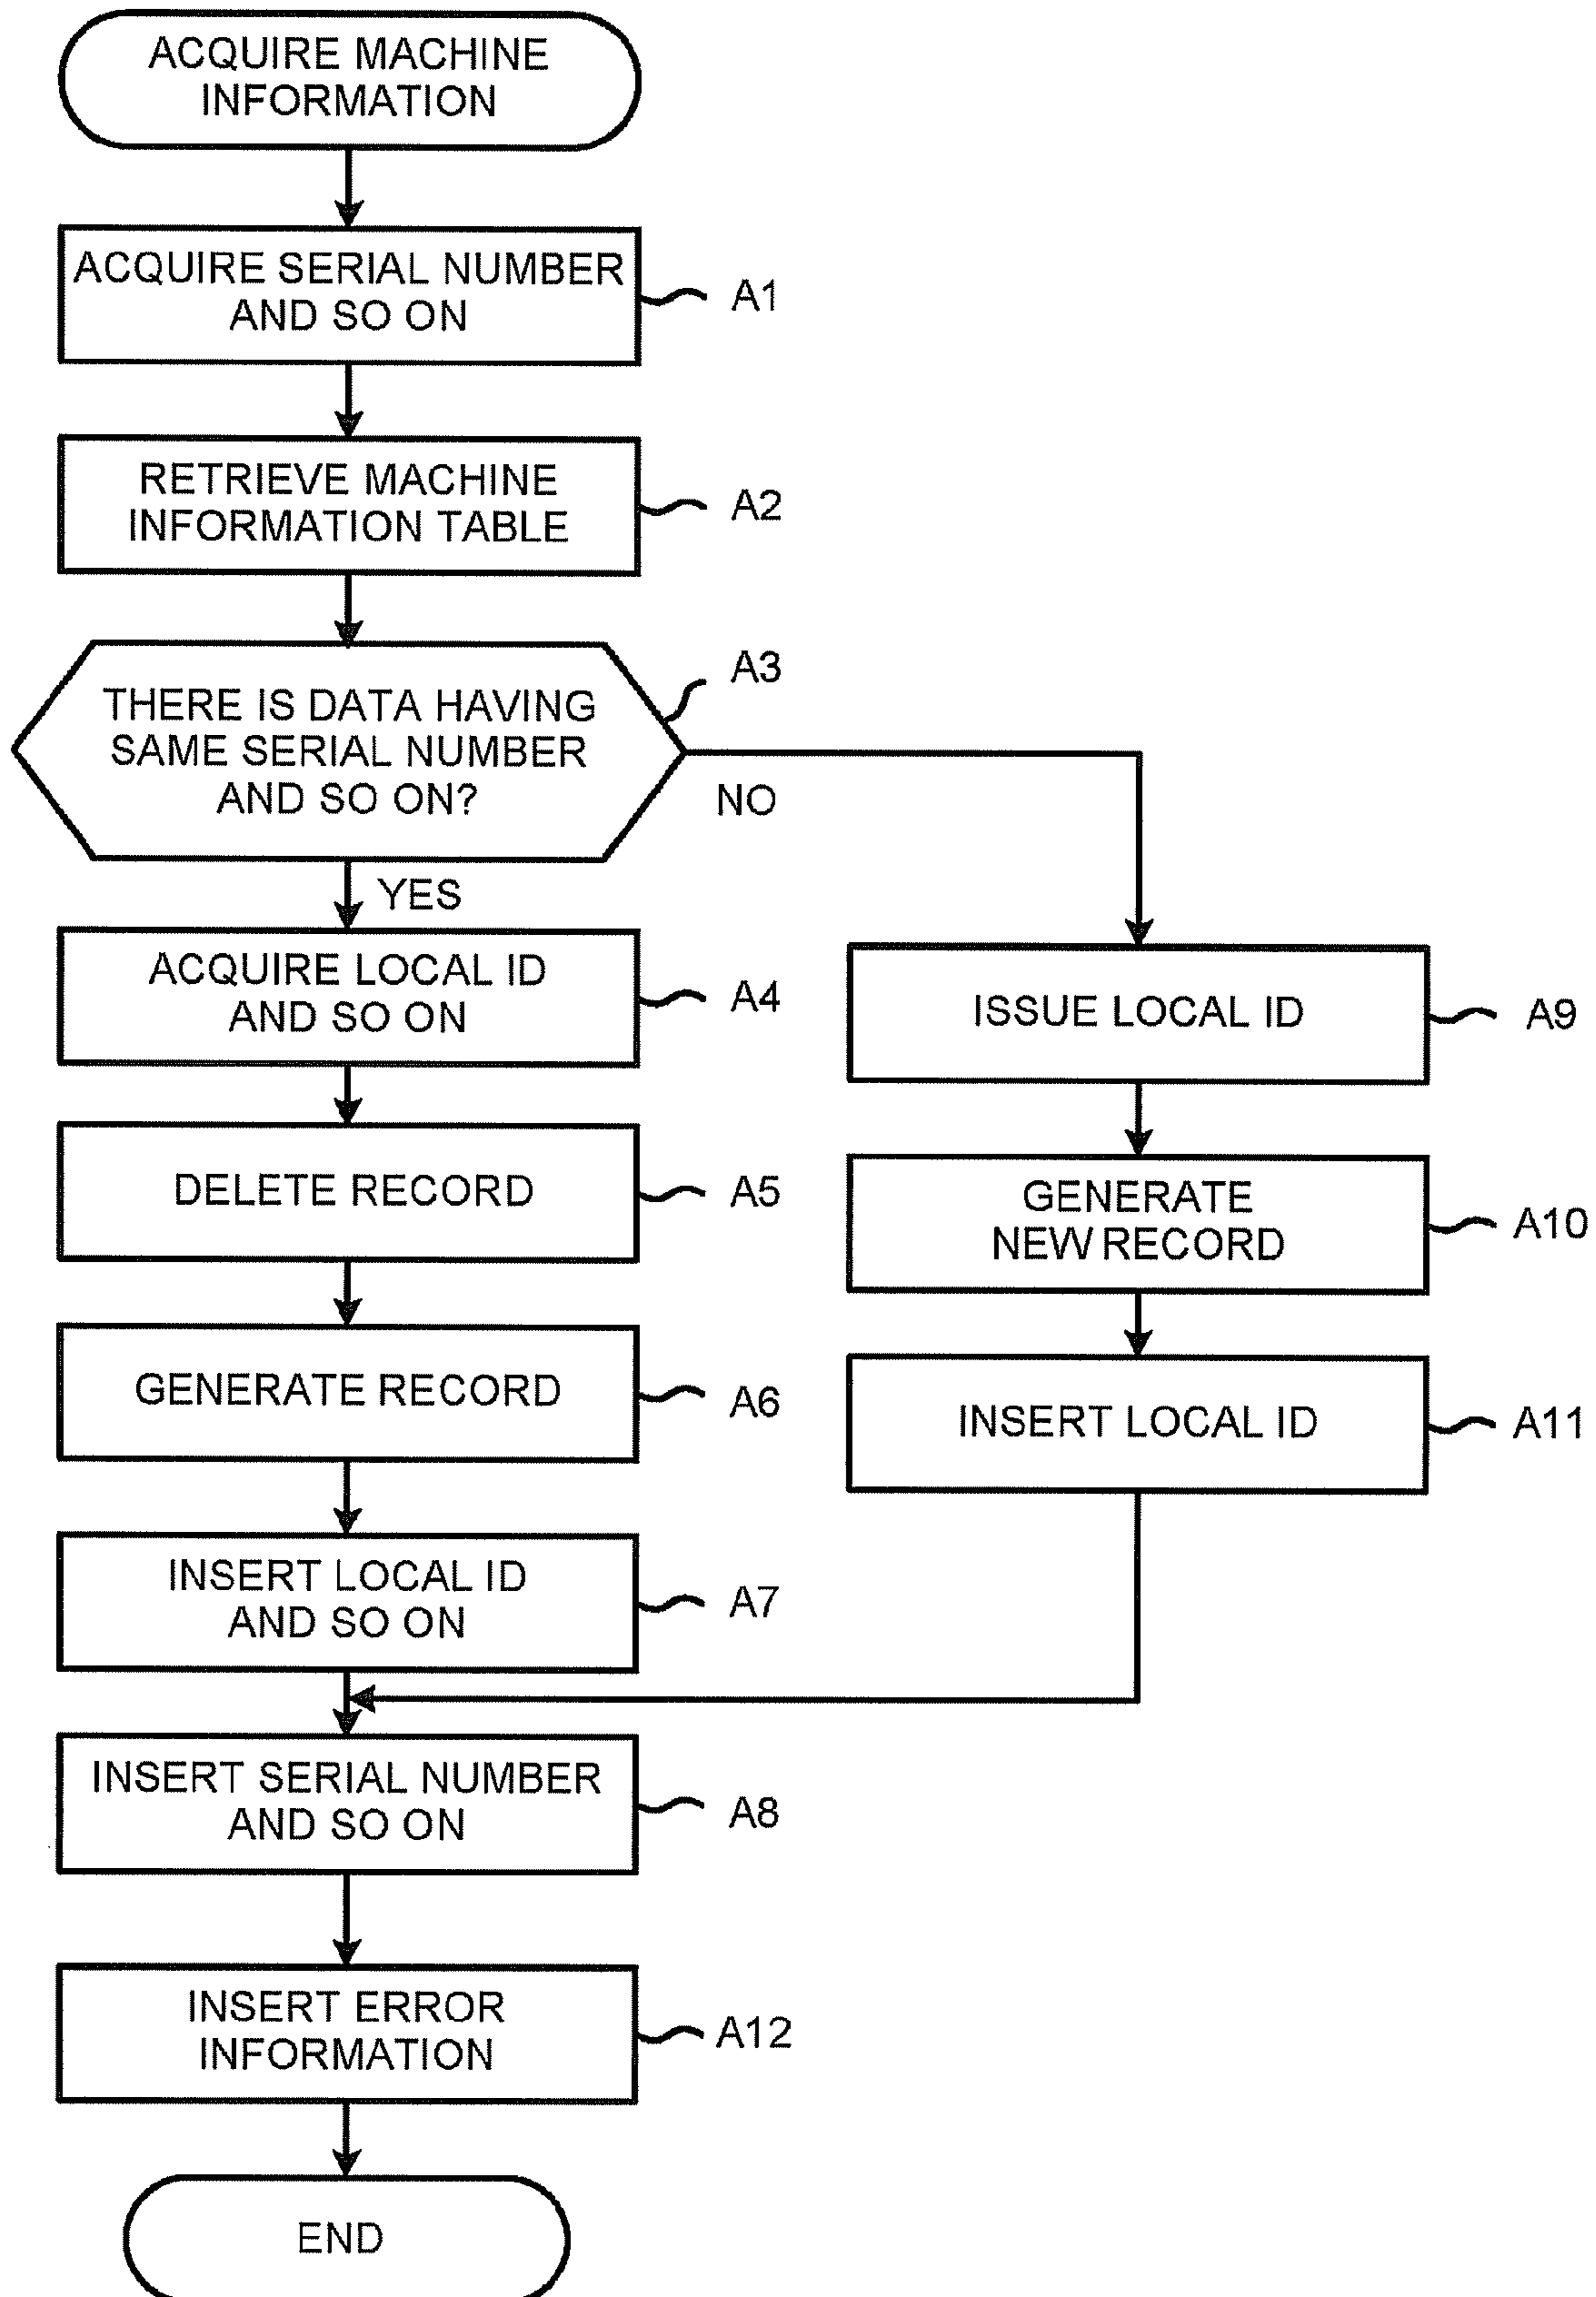 ACQUIRE MACHINE
INFORMATION
ACQUIRE SERIAL NUMBER
AND SO ON
A1
RETRIEVE MACHINE
INFORMATION TABLE
A2
THERE IS DATA HAVING
SAME SERIAL NUMBER
AND SO ON?
A3
NO
YES
ACQUIRE LOCAL ID
AND SO ON
A4
DELETE RECORD
A5
GENERATE RECORD
A6
INSERT LOCAL ID
AND SO ON
A7
ISSUE LOCAL ID
A9
GENERATE
NEW RECORD
A10
INSERT LOCAL ID
A11
INSERT SERIAL NUMBER
AND SO ON
A8
INSERT ERROR
INFORMATION
A12
END